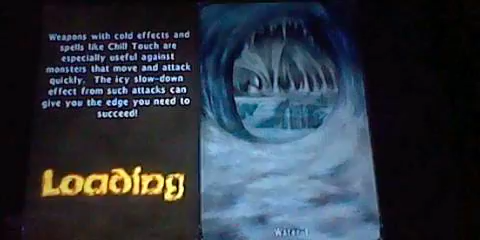 Weapons with cold effects and
spells like Chill Touch are
especially useful against
monsters that move and attack
quickly. The icy slow-down
effect from such attacks can
give you the edge you need to
succeed!
Loading